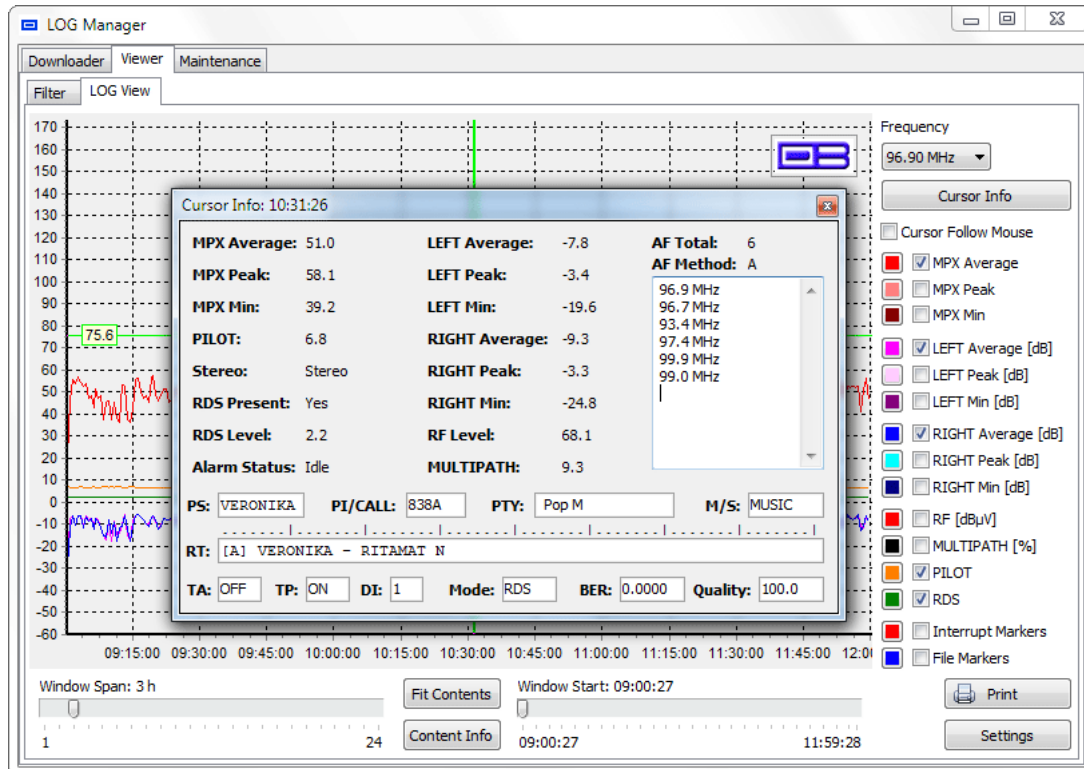 LOG Manager
Downloader Viewer Maintenance
Filter LOG View
170
160
150
140
130
120
110
100
90
80
70
60
50
40
30
20
10
0
-10
-20
-30
-40
-50
-60
75.6
09:15:00 09:30:00 09:45:00 10:00:00 10:15:00 10:30:00 10:45:00 11:00:00 11:15:00 11:30:00 11:45:00 12:0
Cursor Info: 10:31:26
MPX Average: 51.0 LEFT Average: -7.8 AF Total: 6
AF Method: A
MPX Peak: 58.1 LEFT Peak: -3.4
MPX Min: 39.2 LEFT Min: -19.6
PILOT: 6.8 RIGHT Average: -9.3
Stereo: Stereo RIGHT Peak: -3.3
RDS Present: Yes RIGHT Min: -24.8
RDS Level: 2.2 RF Level: 68.1
Alarm Status: Idle MULTIPATH: 9.3
96.9 MHz
96.7 MHz
93.4 MHz
97.4 MHz
99.9 MHz
99.0 MHz
PS: VERONIKA PI/CALL: 838A PTY: Pop M M/S: MUSIC
RT: [A] VERONIKA - RITAMAT N
TA: OFF TP: ON DI: 1 Mode: RDS BER: 0.0000 Quality: 100.0
Frequency
96.90 MHz
Cursor Info
Cursor Follow Mouse
MPX Average
MPX Peak
MPX Min
LEFT Average [dB]
LEFT Peak [dB]
LEFT Min [dB]
RIGHT Average [dB]
RIGHT Peak [dB]
RIGHT Min [dB]
RF [dBµV]
MULTIPATH [%]
PILOT
RDS
Interrupt Markers
File Markers
Window Span: 3 h
1 24
Fit Contents
Content Info
Window Start: 09:00:27
09:00:27 11:59:28
Print
Settings